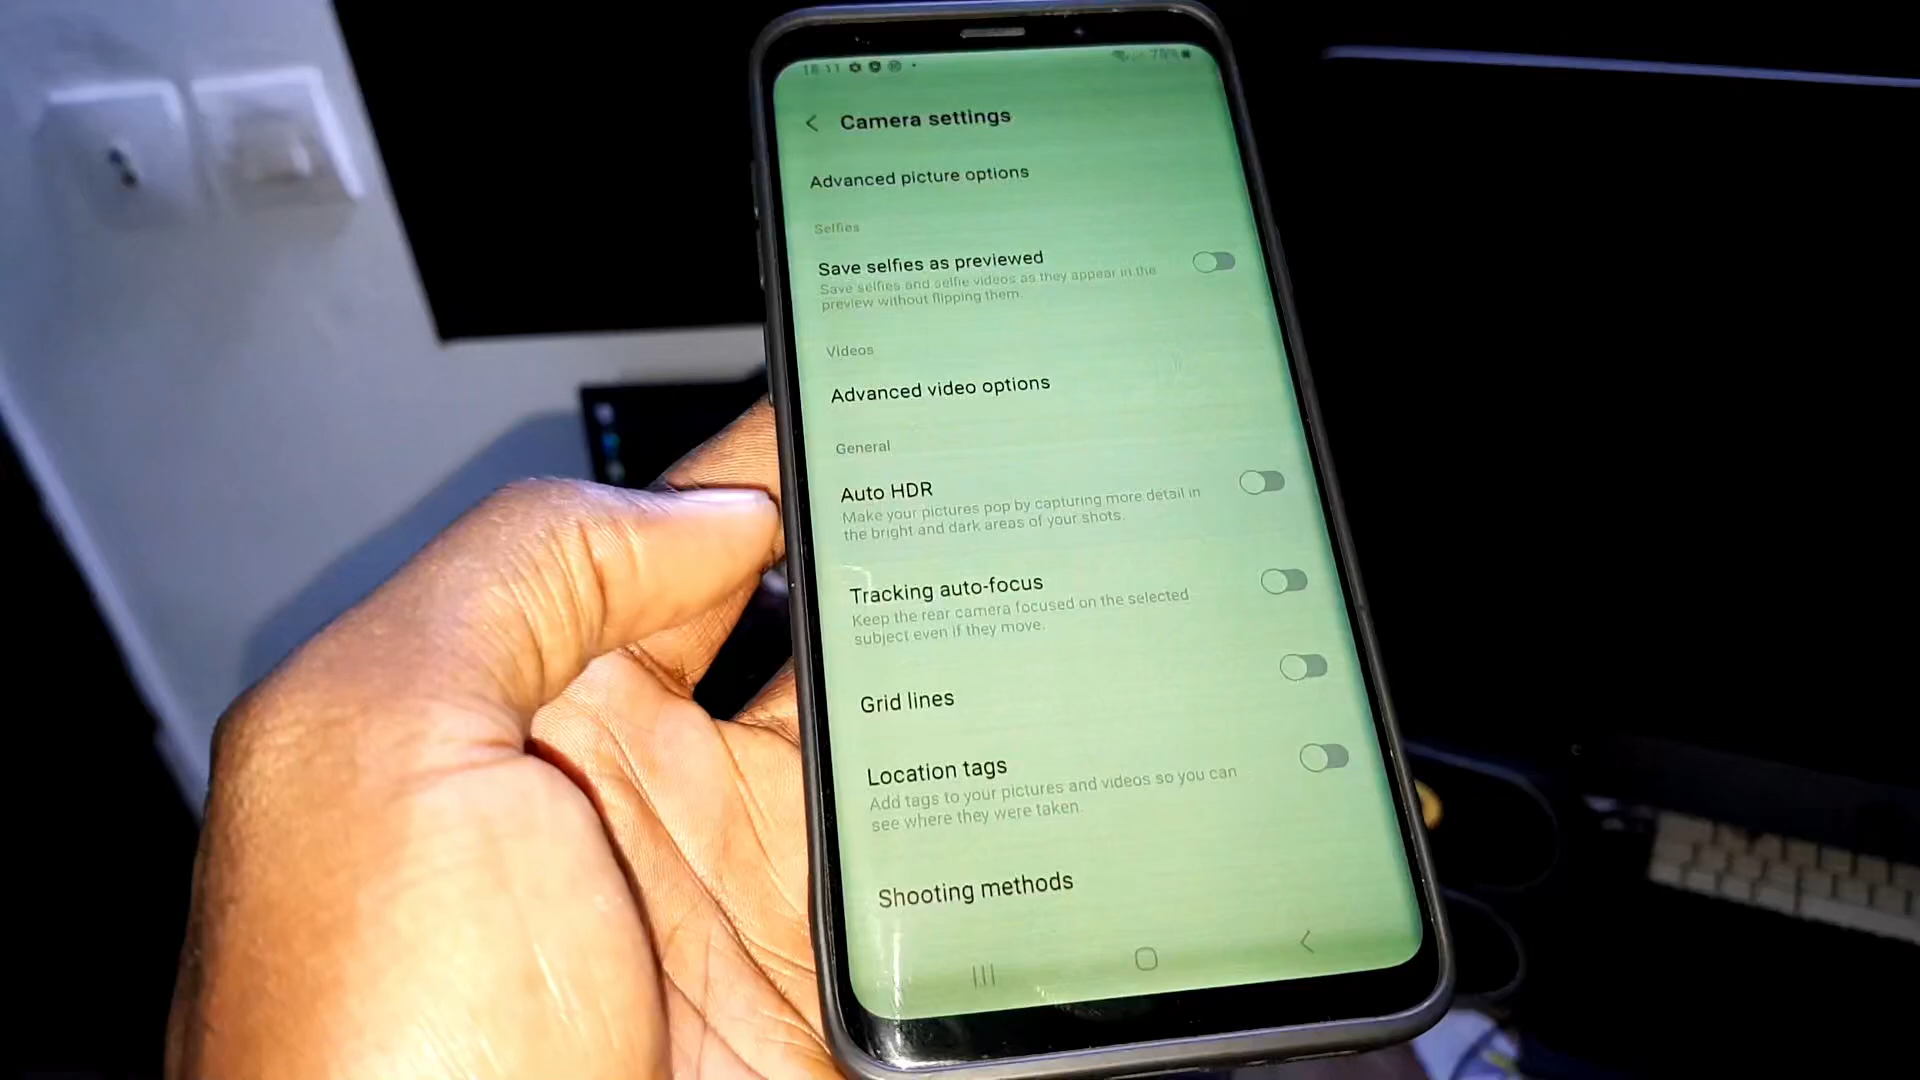 18:11
Camera settings
Advanced picture options
Selfies
Save selfies as previewed
Save selfies and selfie videos as they appear in the
preview without flipping them.
Videos
Advanced video options
General
Auto HDR
Make your pictures pop by capturing more detail in
the bright and dark areas of your shots.
Tracking auto-focus
Keep the rear camera focused on the selected
subject even if they move.
Grid lines
Location tags
Add tags to your pictures and videos so you can
see where they were taken.
Shooting methods